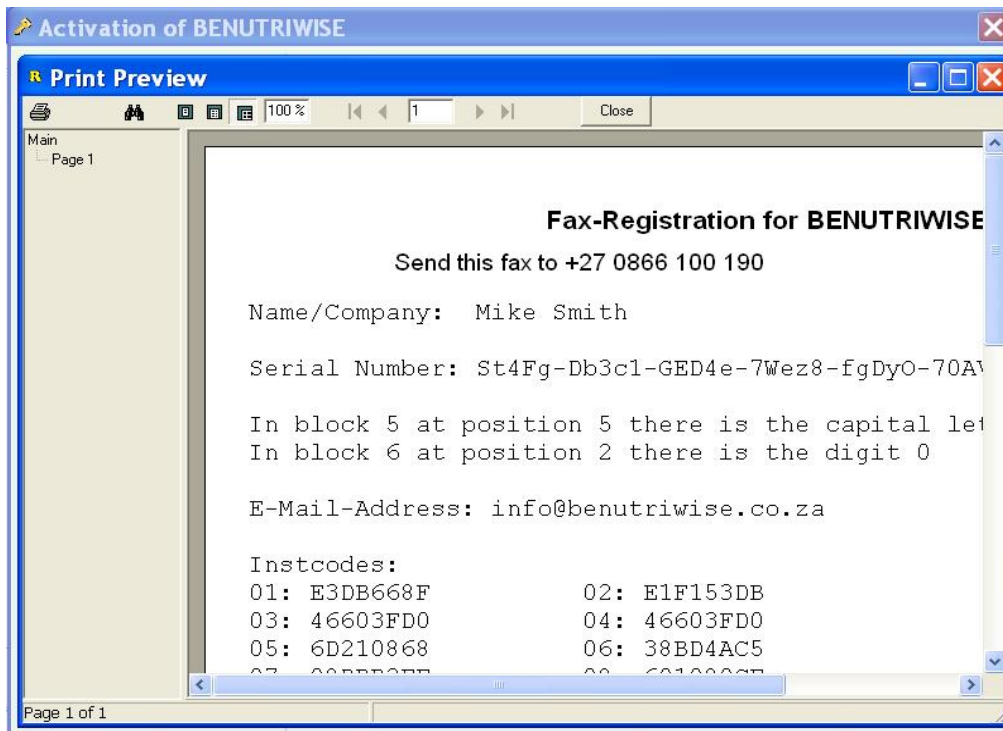 Activation of BENUTRIWISE
R Print Preview
100 % 1 Close
Main
Page 1
Fax-Registration for BENUTRIWISE
Send this fax to +27 0866 100 190
Name/Company: Mike Smith
Serial Number: St4Fg-Db3c1-GED4e-7Wez8-fgDyO-70A
In block 5 at position 5 there is the capital let
In block 6 at position 2 there is the digit 0
E-Mail-Address: info@benutriwise.co.za
Instcodes:
01: E3DB668F 02: E1F153DB
03: 46603FD0 04: 46603FD0
05: 6D210868 06: 38BD4AC5
Page 1 of 1